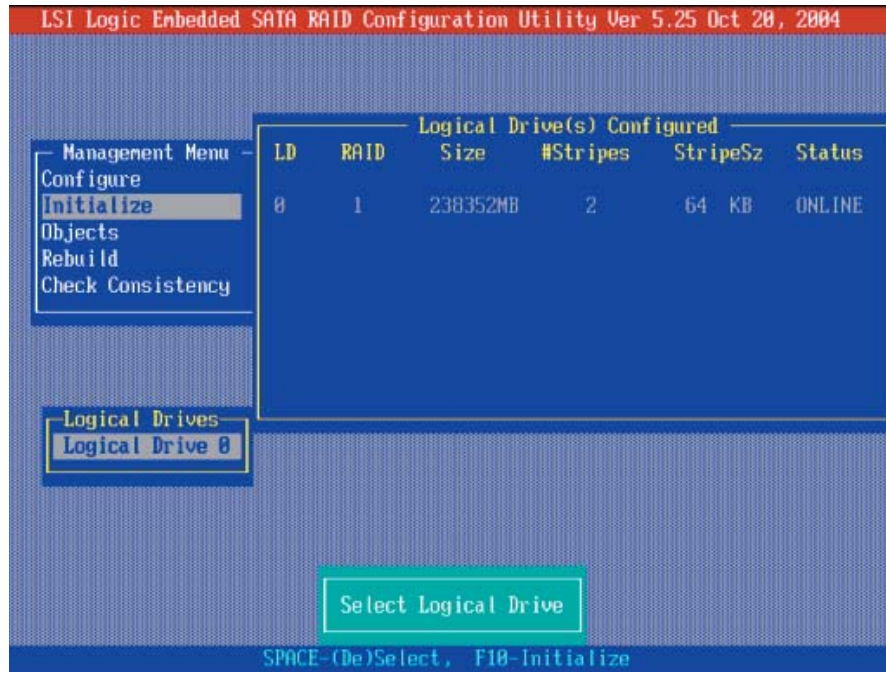 LSI Logic Embedded SATA RAID Configuration Utility Ver 5.25 Oct 20, 2004
Logical Drive(s) Configured
LD RAID Size #Stripes StripeSz Status
0 1 238352MB 2 64 KB ONLINE
Management Menu
Configure
Initialize
Objects
Rebuild
Check Consistency
Logical Drives
Logical Drive 0
Select Logical Drive
SPACE-(De)Select, F10-Initialize